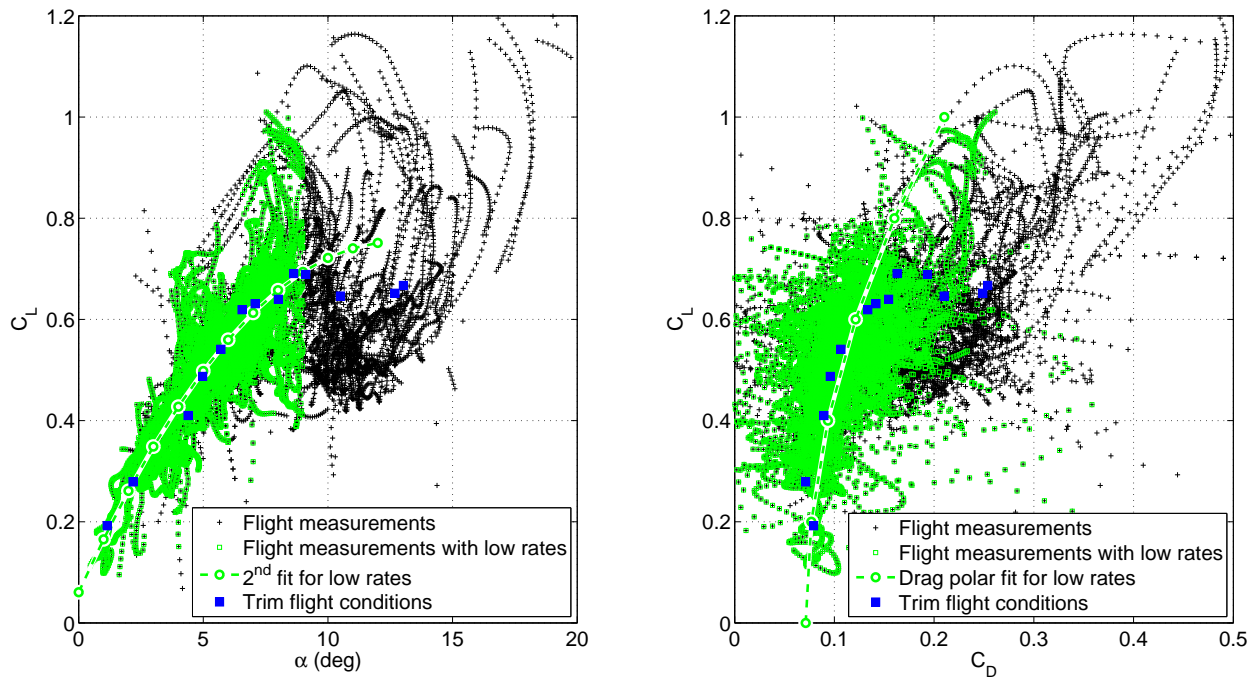 1.2
1
0.8
0.6
0.4
0.2
0
C_L
0 5 10 15 20
α (deg)
Flight measurements
Flight measurements with low rates
2^nd fit for low rates
Trim flight conditions
1.2
1
0.8
0.6
0.4
0.2
0
C_L
0 0.1 0.2 0.3 0.4 0.5
C_D
Flight measurements
Flight measurements with low rates
Drag polar fit for low rates
Trim flight conditions